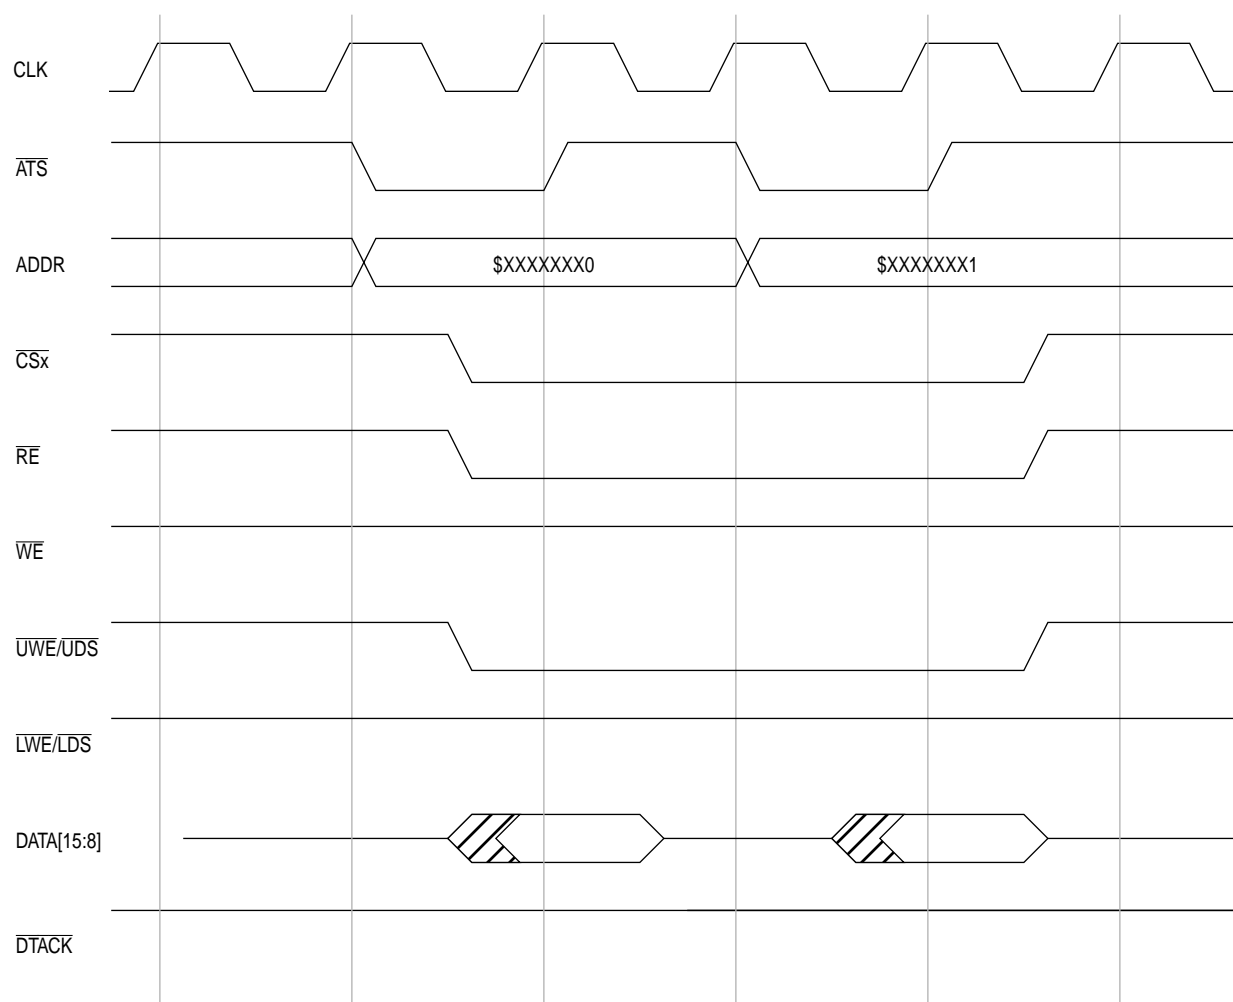 CLK
ATS
ADDR $XXXXXXX0 $XXXXXXX1
CSx
RE
WE
UWE/UDS
LWE/LDS
DATA[15:8]
DTACK